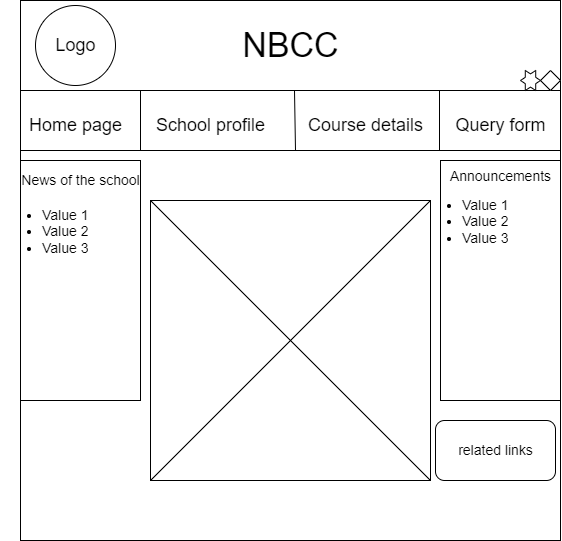 Logo
NBCC
Home page
School profile
Course details
Query form
News of the school
Value 1
Value 2
Value 3
Announcements
Value 1
Value 2
Value 3
related links